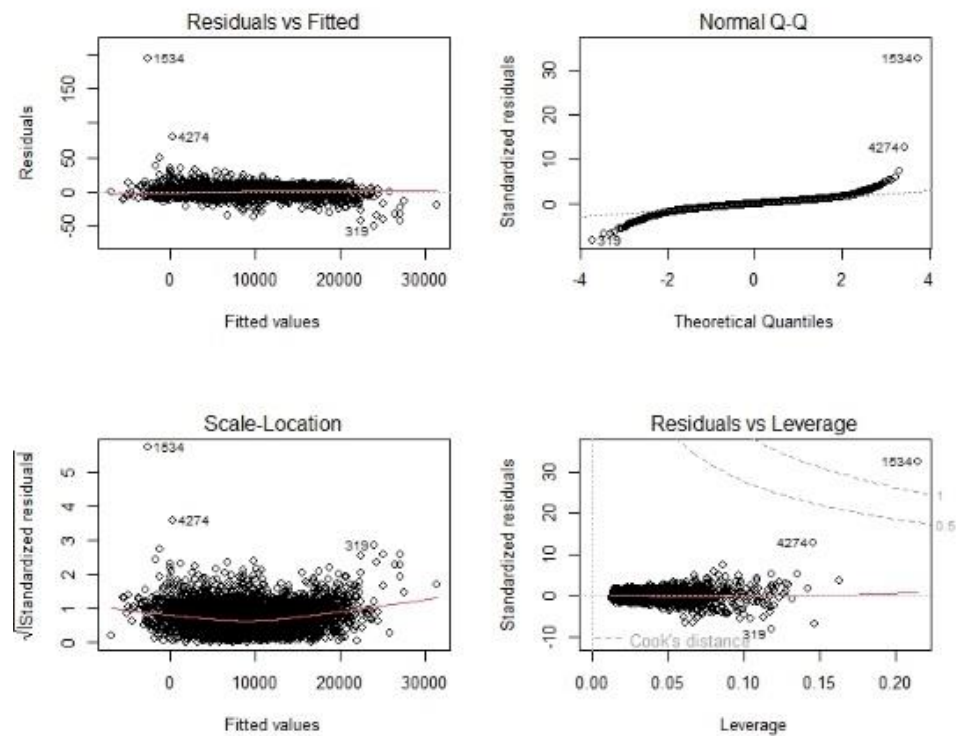 Residuals vs Fitted
Residuals
150
50
0
-50
1534
4274
319
0 10000 20000 30000
Fitted values
Normal Q-Q
Standardized residuals
30
20
10
0
1534
4274
319
-4 -2 0 2 4
Theoretical Quantiles
Scale-Location
√|Standardized residuals|
5
4
3
2
1
0
1534
4274
319
0 10000 20000 30000
Fitted values
Residuals vs Leverage
Standardized residuals
30
20
10
0
-10
1534
1
0.5
4274
319
Cook's distance
0.00 0.05 0.10 0.15 0.20
Leverage